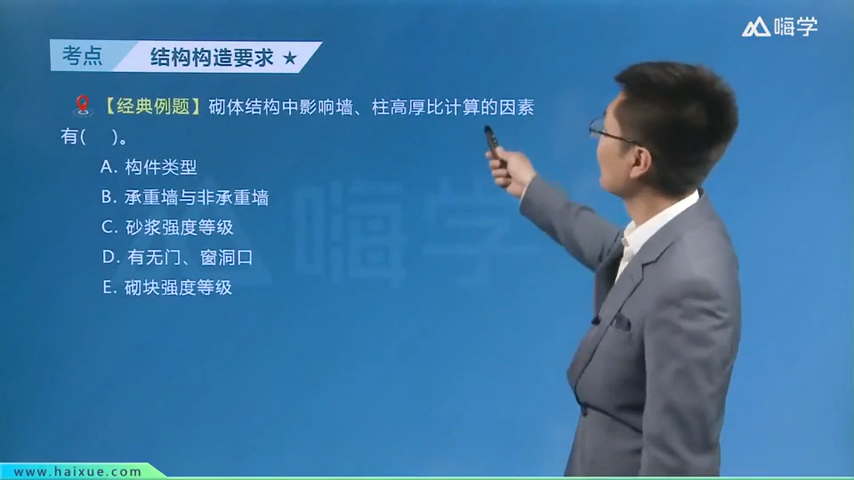 嗨学
考点 结构构造要求 ★
【经典例题】砌体结构中影响墙、柱高厚比计算的因素
有( )。
A. 构件类型
B. 承重墙与非承重墙
C. 砂浆强度等级
D. 有无门、窗洞口
E. 砌块强度等级
嗨学
www.haixue.com